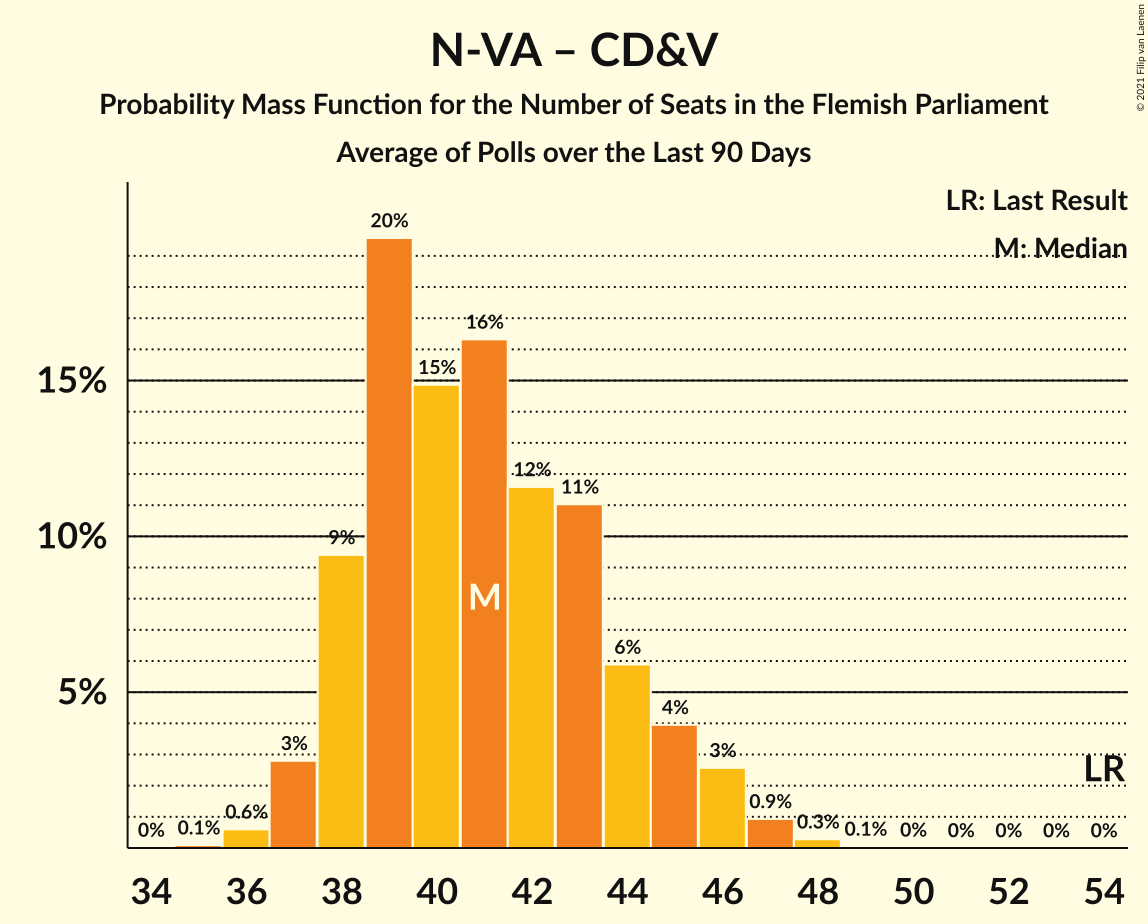 N-VA – CD&V
Probability Mass Function for the Number of Seats in the Flemish Parliament
Average of Polls over the Last 90 Days
© 2021 Filip van Laenen
LR: Last Result
M: Median
20%
16%
15%
15%
12%
11%
10%
9%
M
6%
5%
4%
3%
3%
LR
0.9%
0.6%
0.3%
0% 0.1% 0.1% 0% 0% 0% 0% 0%
34 36 38 40 42 44 46 48 50 52 54